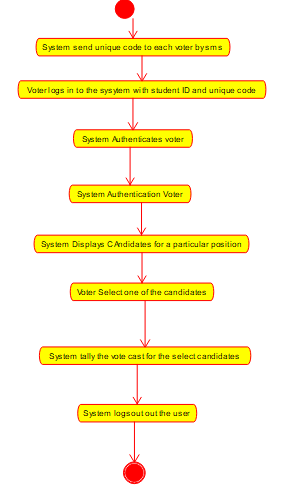 System send unique code to each voter by sms
Voter logs in to the sysytem with student ID and unique code
System Authenticates voter
System Authentication Voter
System Displays CAndidates for a particular position
Voter Select one of the candidates
System tally the vote cast for the select candidates
System logsout out the user